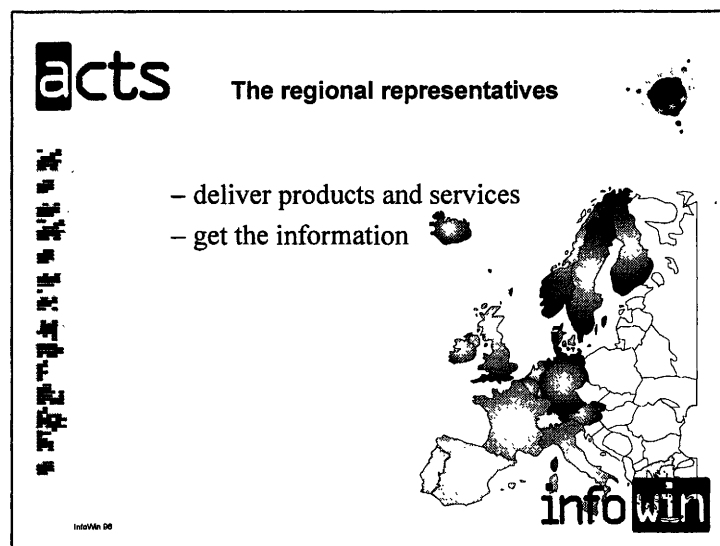 acts
The regional representatives
– deliver products and services
– get the information
infowin
InfoWin 96